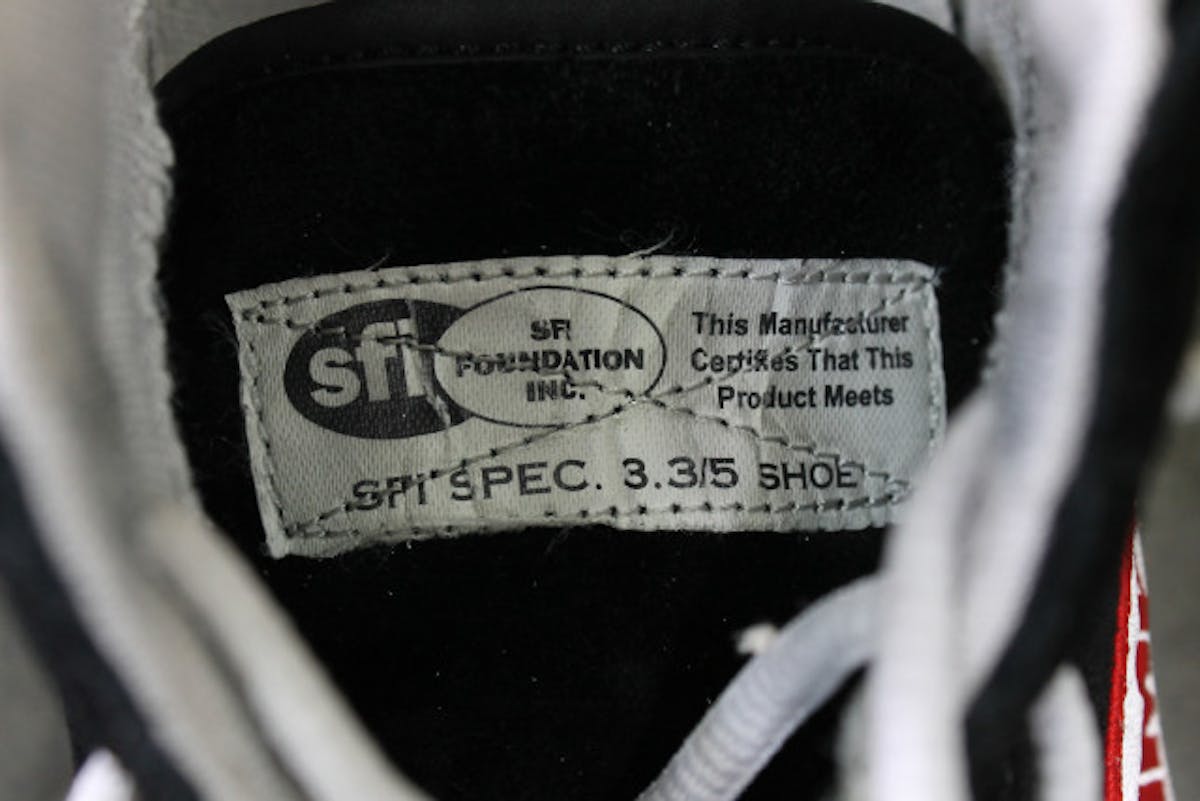 sfi
SFI
FOUNDATION
INC.
This Manufacturer
Certifies That This
Product Meets
SFI SPEC. 3.3/5 SHOE